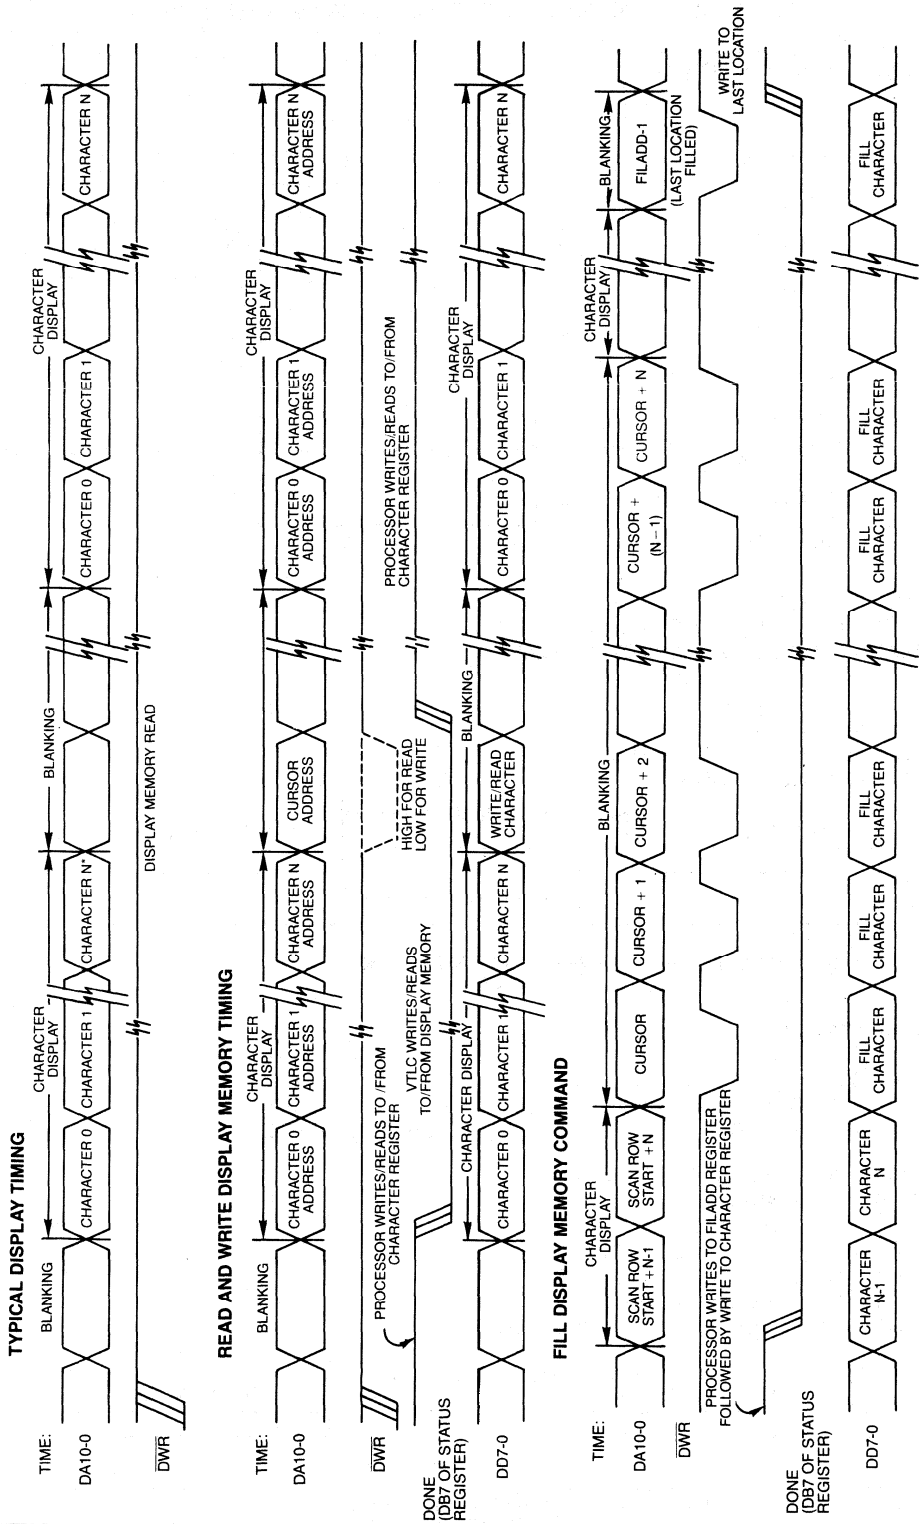 TYPICAL DISPLAY TIMING
TIME:
BLANKING
CHARACTER
DISPLAY
BLANKING
CHARACTER
DISPLAY
DA10-0
CHARACTER 0
CHARACTER 1
CHARACTER N*
CHARACTER 0
CHARACTER 1
CHARACTER N
DWR
DISPLAY MEMORY READ
READ AND WRITE DISPLAY MEMORY TIMING
TIME:
BLANKING
CHARACTER
DISPLAY
BLANKING
CHARACTER
DISPLAY
DA10-0
CHARACTER 0
ADDRESS
CHARACTER 1
ADDRESS
CHARACTER N
ADDRESS
CURSOR
ADDRESS
CHARACTER 0
ADDRESS
CHARACTER 1
ADDRESS
CHARACTER N
ADDRESS
DWR
PROCESSOR WRITES/READS TO /FROM
CHARACTER REGISTER
HIGH FOR READ
LOW FOR WRITE
PROCESSOR WRITES/READS TO/FROM
CHARACTER REGISTER
DONE
(DB7 OF STATUS
REGISTER)
VTLC WRITES/READS
TO/FROM DISPLAY MEMORY
CHARACTER DISPLAY
BLANKING
CHARACTER
DISPLAY
DD7-0
CHARACTER 0
CHARACTER 1
CHARACTER N
WRITE/READ
CHARACTER
CHARACTER 0
CHARACTER 1
CHARACTER N
FILL DISPLAY MEMORY COMMAND
TIME:
CHARACTER
DISPLAY
BLANKING
CHARACTER
DISPLAY
BLANKING
DA10-0
SCAN ROW
START +N-1
SCAN ROW
START +N
CURSOR
CURSOR + 1
CURSOR + 2
CURSOR +
(N-1)
CURSOR + N
FILADD-1
(LAST LOCATION
FILLED)
DWR
PROCESSOR WRITES TO FILADD REGISTER
FOLLOWED BY WRITE TO CHARACTER REGISTER
WRITE TO
LAST LOCATION
DONE
(DB7 OF STATUS
REGISTER)
DD7-0
CHARACTER
N-1
CHARACTER
N
FILL
CHARACTER
FILL
CHARACTER
FILL
CHARACTER
FILL
CHARACTER
FILL
CHARACTER
FILL
CHARACTER